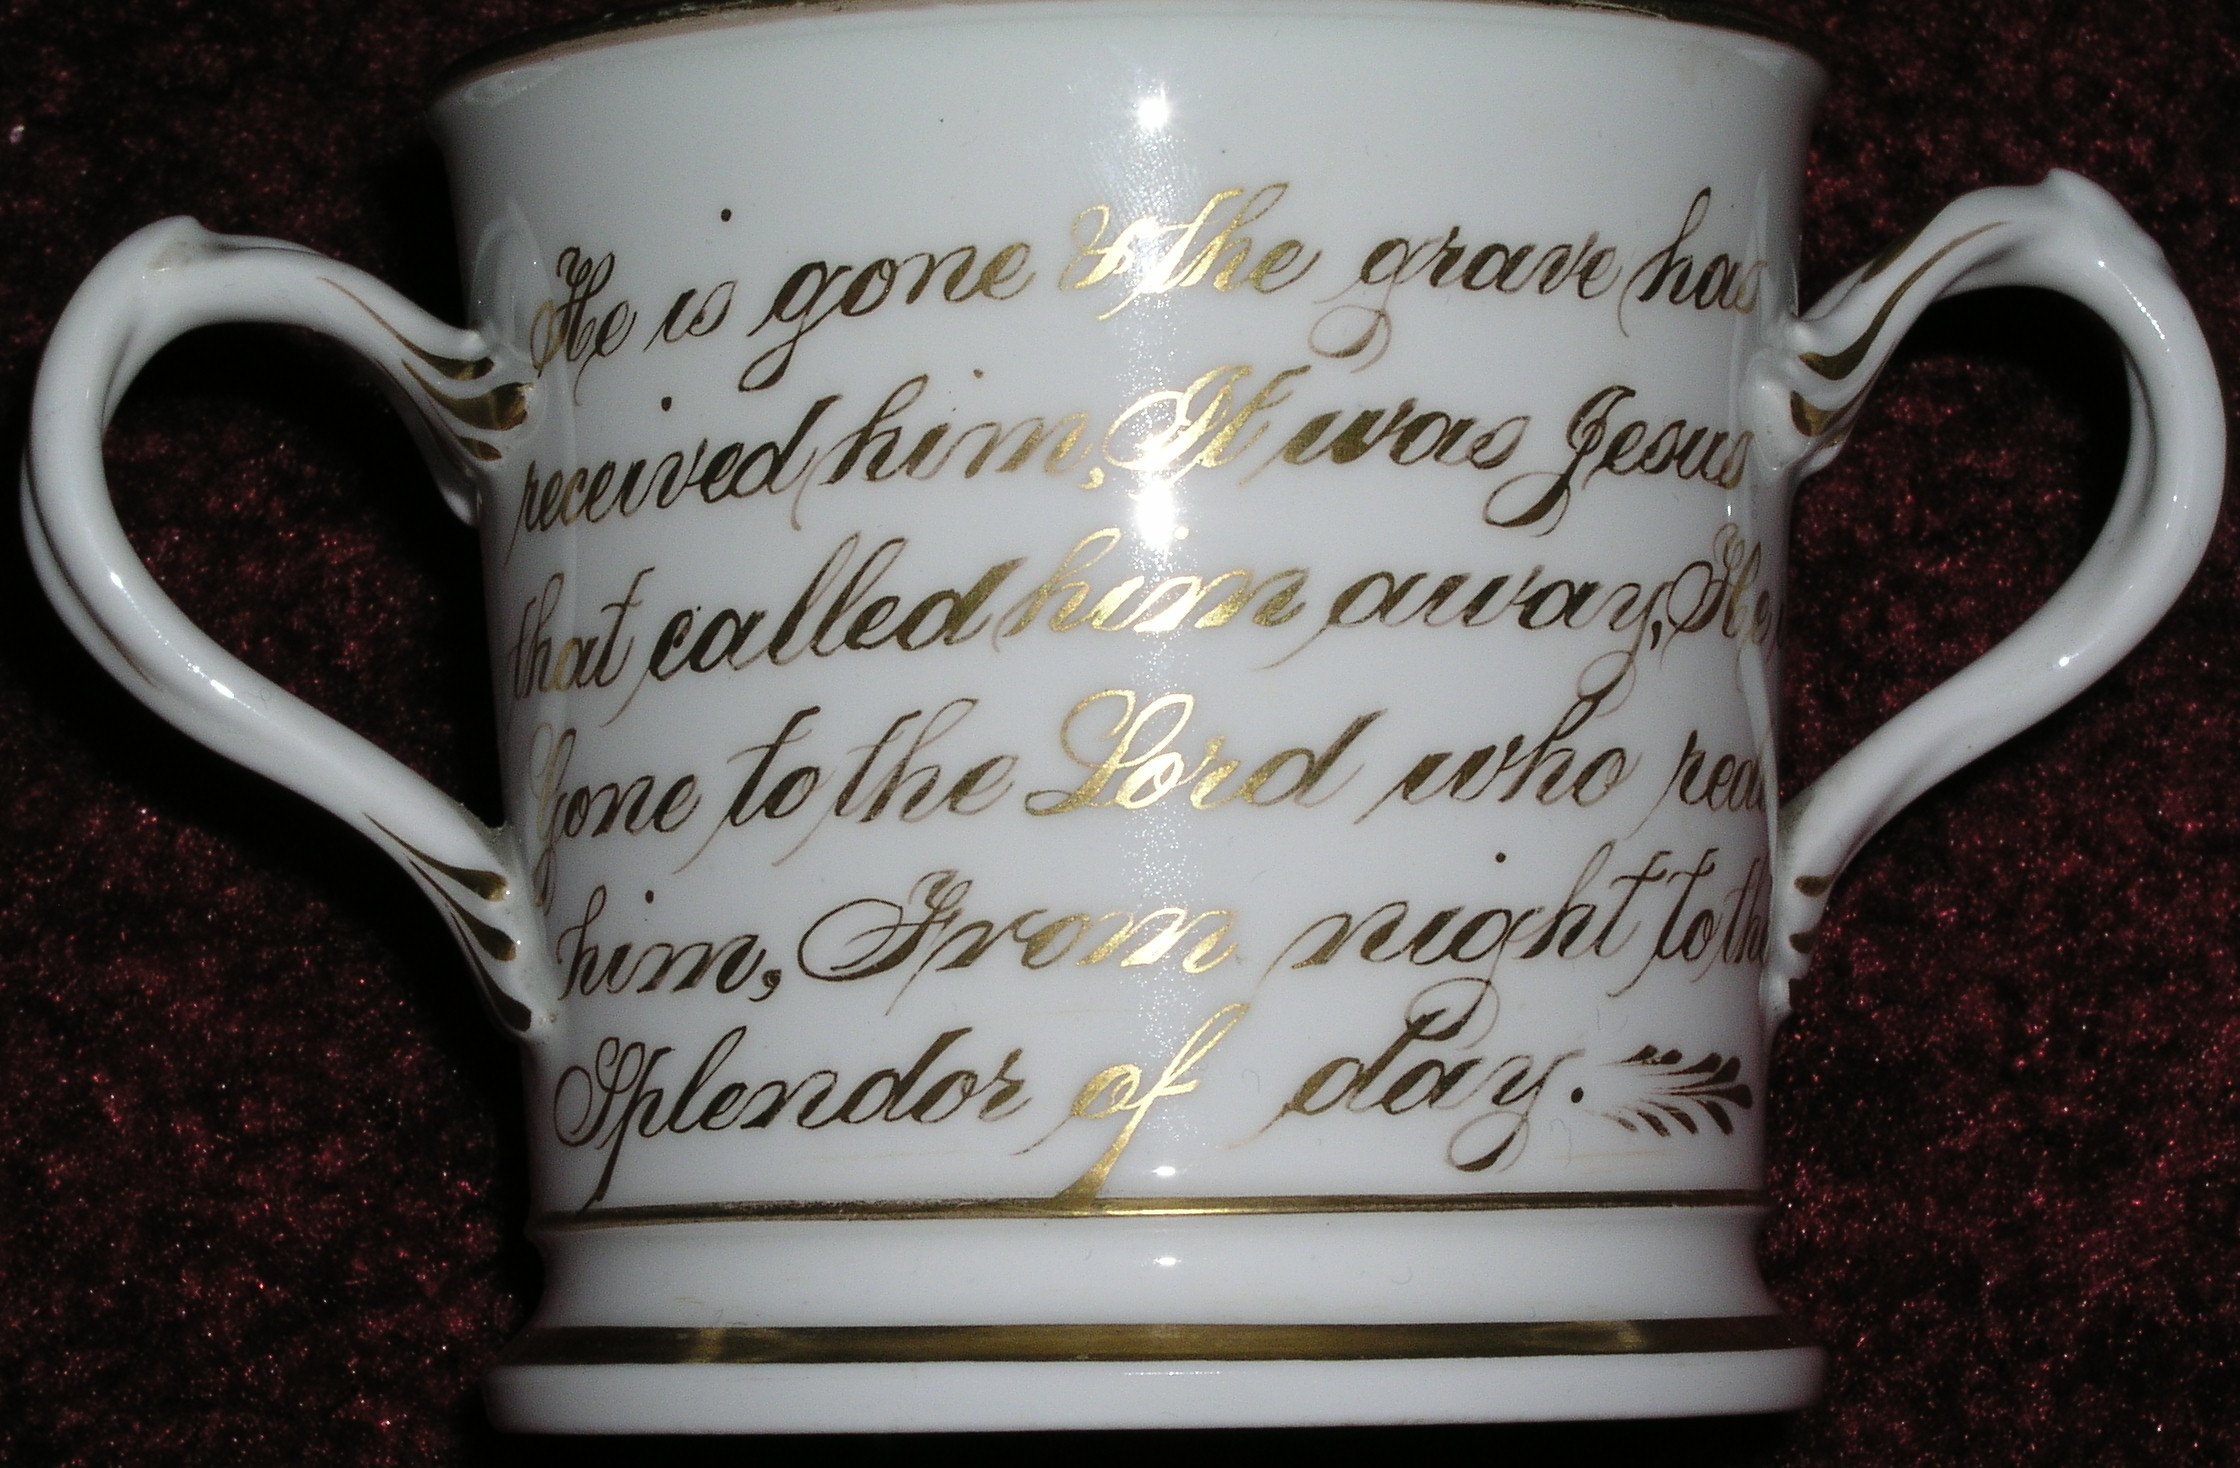 He is gone & the grave has
received him, It was Jesus
that called him away, He
gone to the Lord who
him, From night to the
Splendor of day.